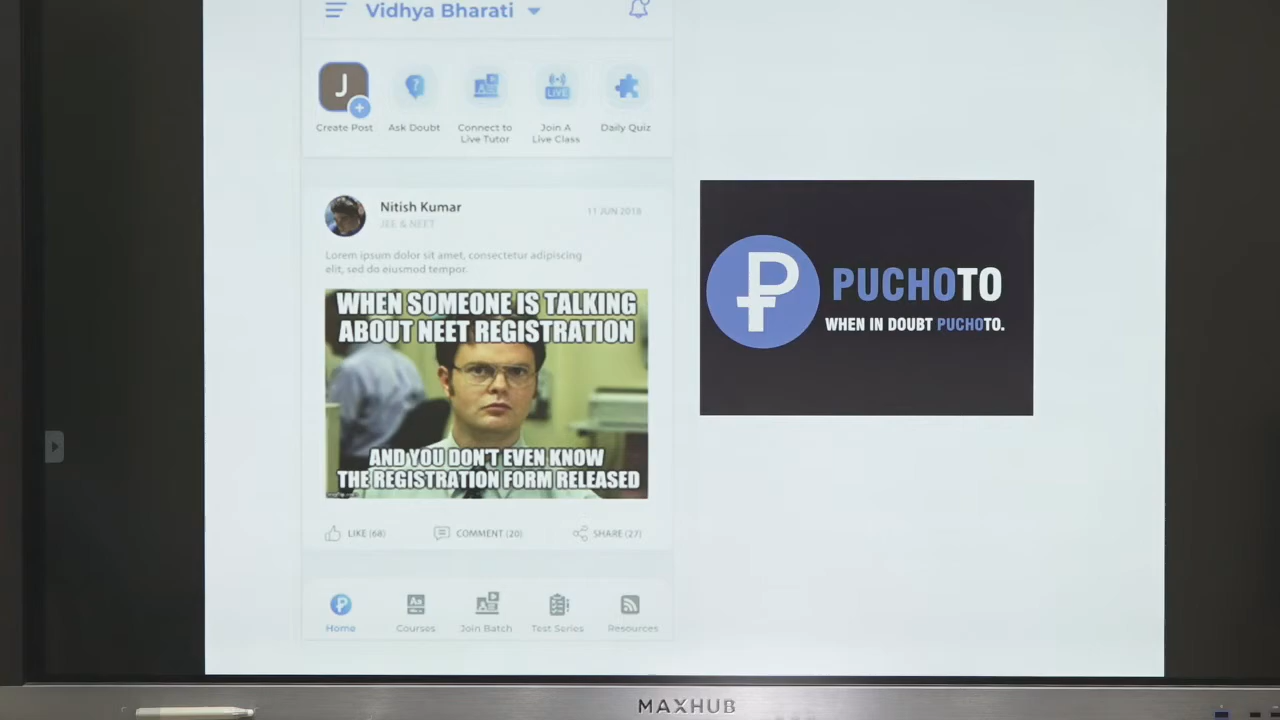 Vidhya Bharati
J
Create Post
Ask Doubt
Connect to
Live Tutor
LIVE
Join A
Live Class
Daily Quiz
Nitish Kumar
11 JUN 2018
JEE & NEET
Lorem ipsum dolor sit amet, consectetur adipiscing
elit, sed do eiusmod tempor.
WHEN SOMEONE IS TALKING
ABOUT NEET REGISTRATION
AND YOU DON'T EVEN KNOW
THE REGISTRATION FORM RELEASED
LIKE (68)
COMMENT (20)
SHARE (27)
Home
Courses
Join Batch
Test Series
Resources
PUCHOTO
WHEN IN DOUBT PUCHOTO.
MAXHUB